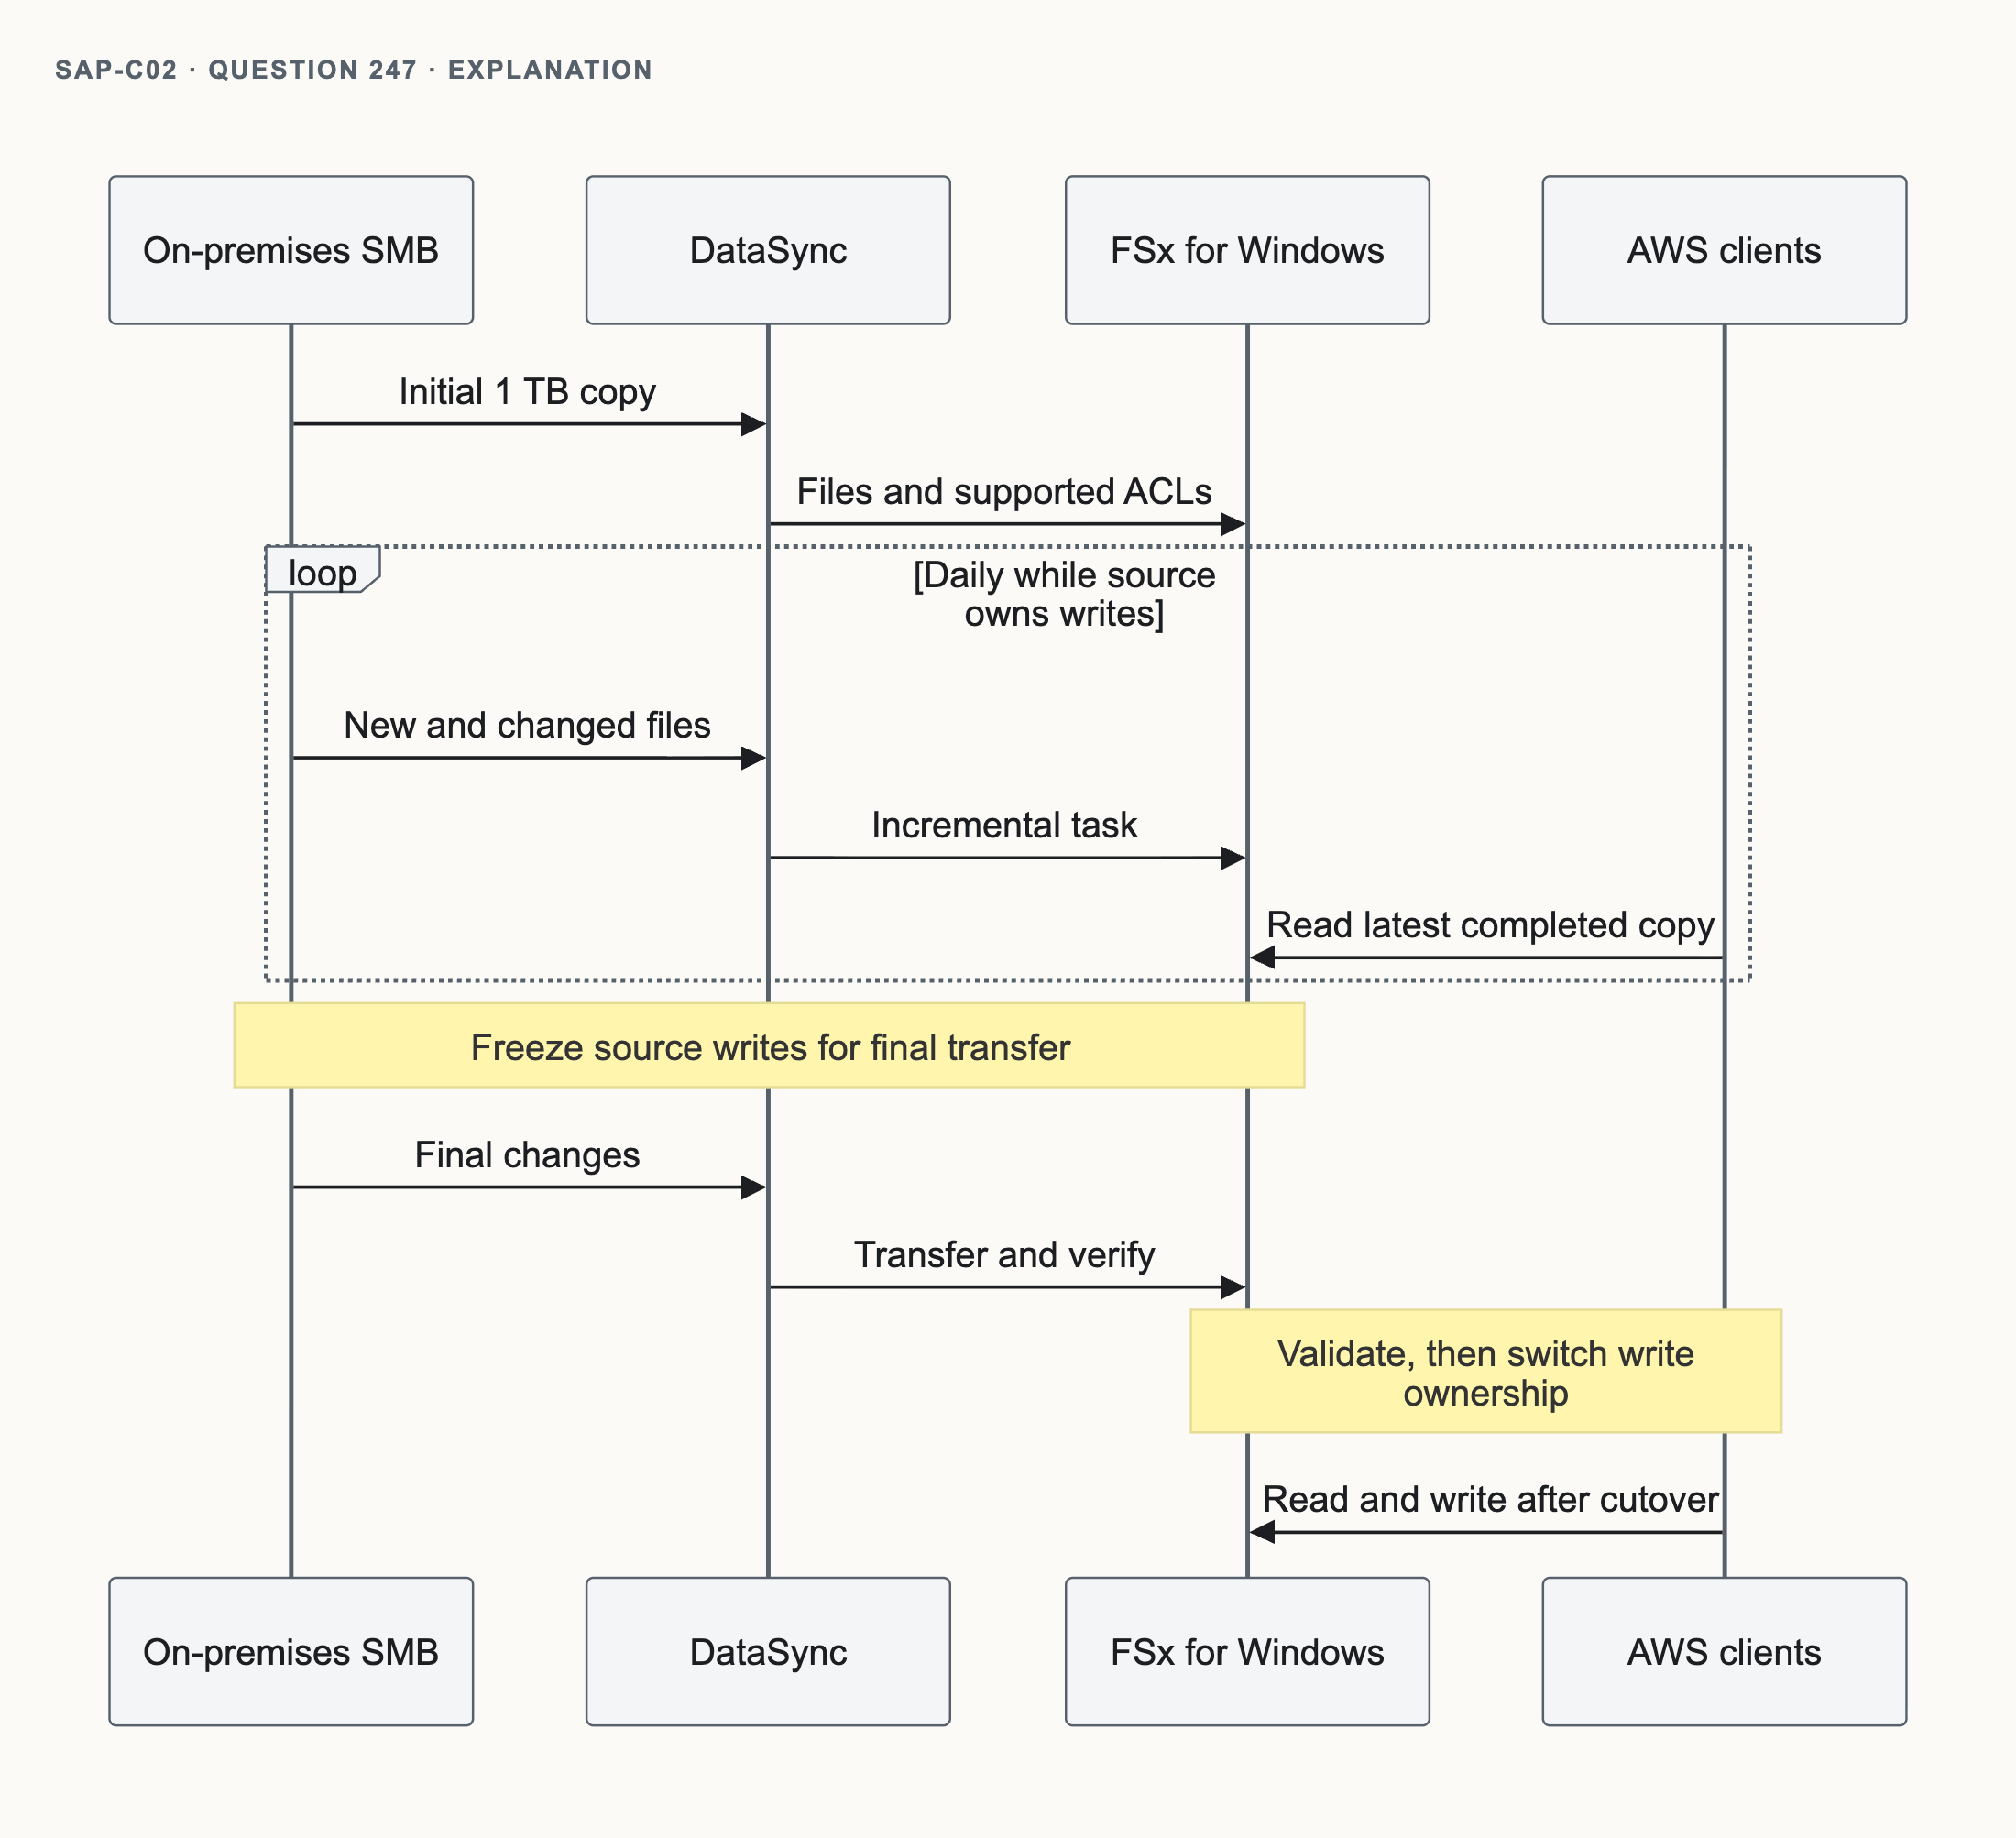 SAP-C02 · QUESTION 247 · EXPLANATION
On-premises SMB
DataSync
FSx for Windows
AWS clients
Initial 1 TB copy
Files and supported ACLs
loop
[Daily while source
owns writes]
New and changed files
Incremental task
Read latest completed copy
Freeze source writes for final transfer
Final changes
Transfer and verify
Validate, then switch write
ownership
Read and write after cutover
On-premises SMB
DataSync
FSx for Windows
AWS clients